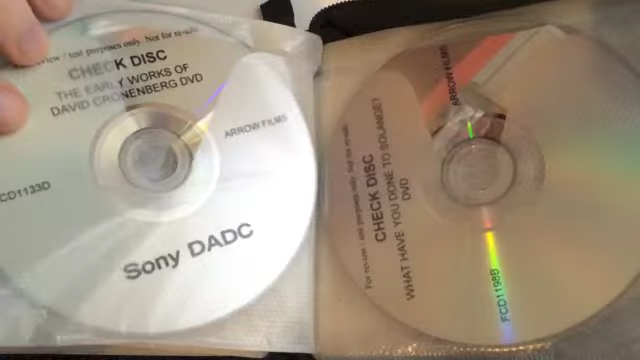 review / test purposes only. Not for re-sale
CHECK DISC
THE EARLY WORKS OF
DAVID CRONENBERG DVD
ARROW FILMS
CD1133D
Sony DADC
ARROW FILMS
For review / test purposes only. Not for re-sale
CHECK DISC
WHAT HAVE YOU DONE TO SOLANGE?
DVD
FCD1198B